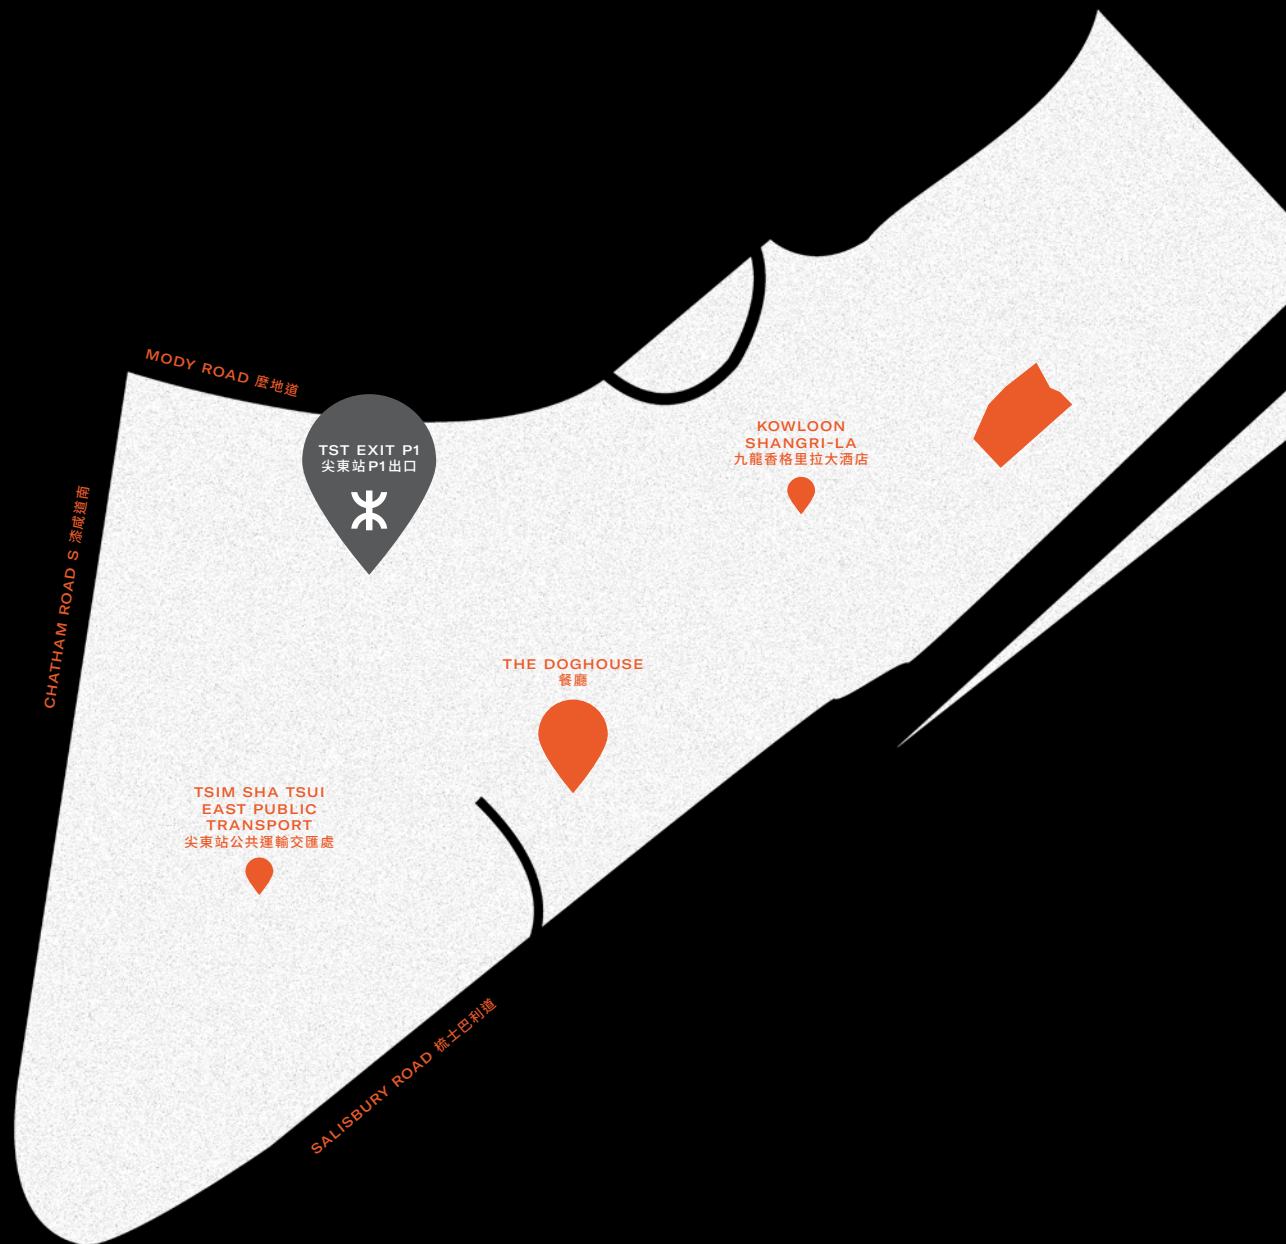 MODY ROAD 麼地道
TST EXIT P1
尖東站P1出口
KOWLOON
SHANGRI-LA
九龍香格里拉大酒店
CHATHAM ROAD S 漆咸道南
THE DOGHOUSE
餐廳
TSIM SHA TSUI
EAST PUBLIC
TRANSPORT
尖東站公共運輸交匯處
SALISBURY ROAD 梳士巴利道